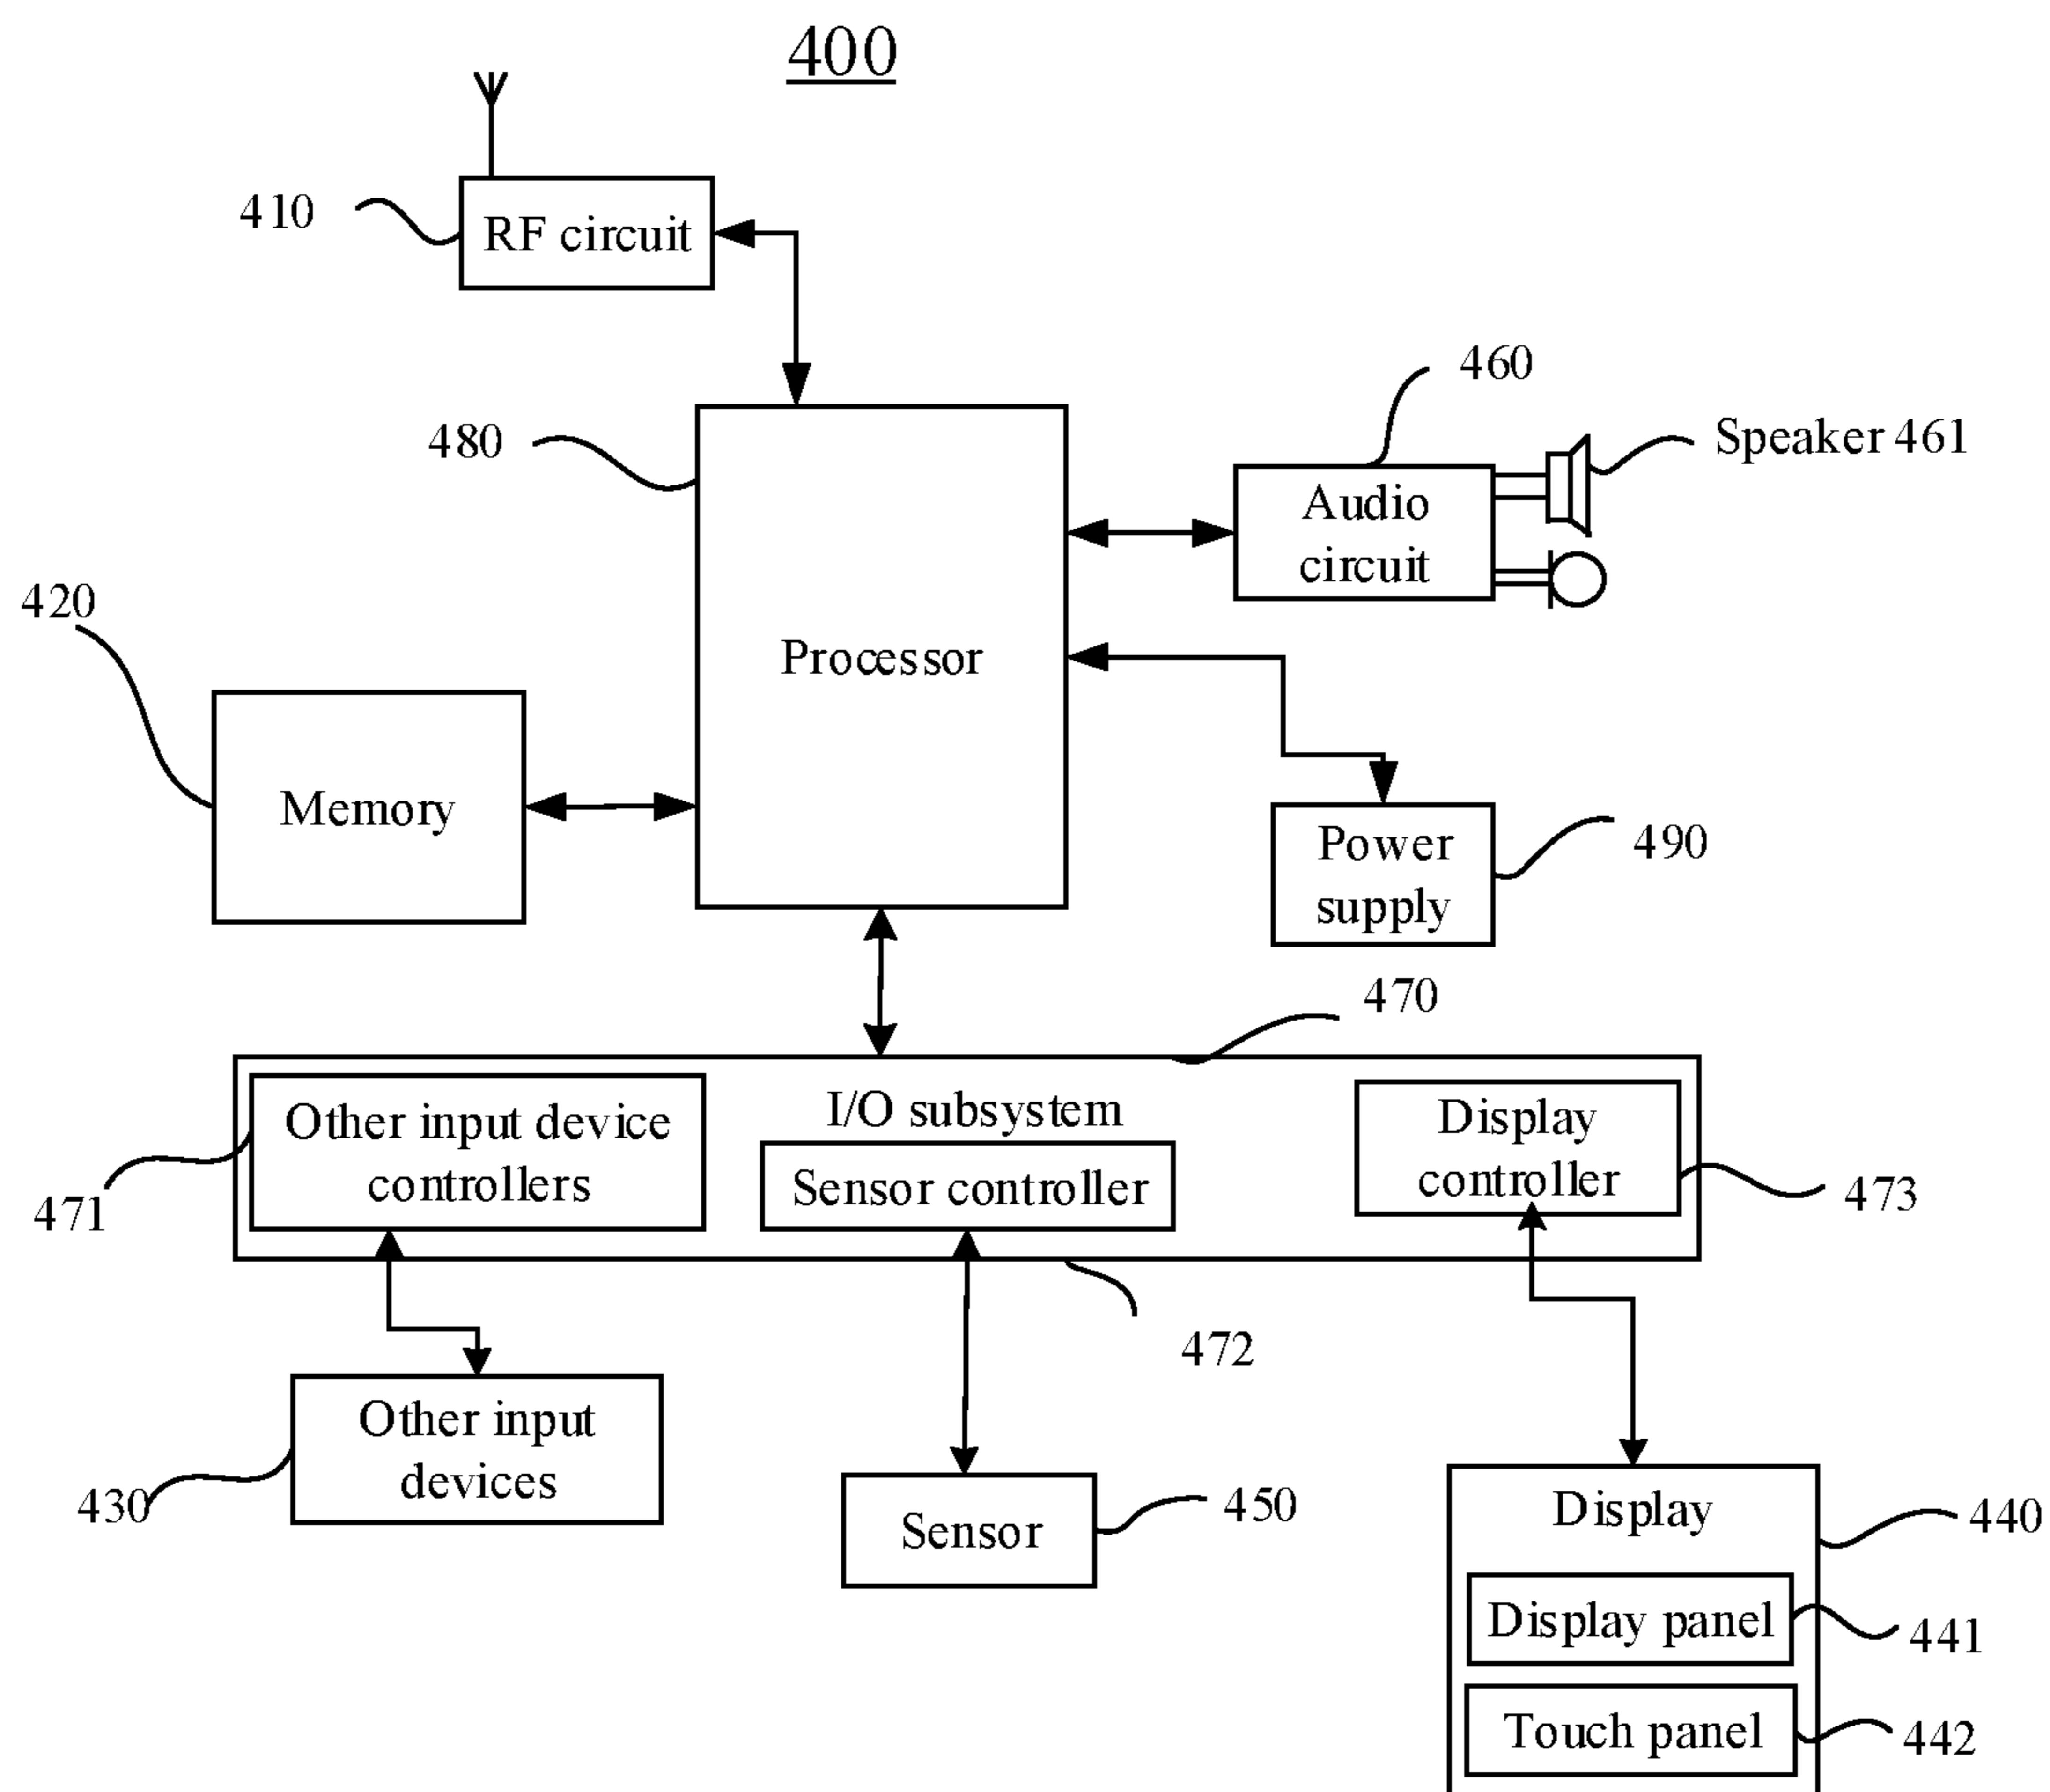 400
410
RF circuit
460
480
Speaker 461
Audio
circuit
420
Processor
Memory
Power
supply
490
470
Other input device
controllers
I/O subsystem
Sensor controller
Display
controller
471
473
472
Other input
devices
430
Sensor
450
Display
440
Display panel
441
Touch panel
442